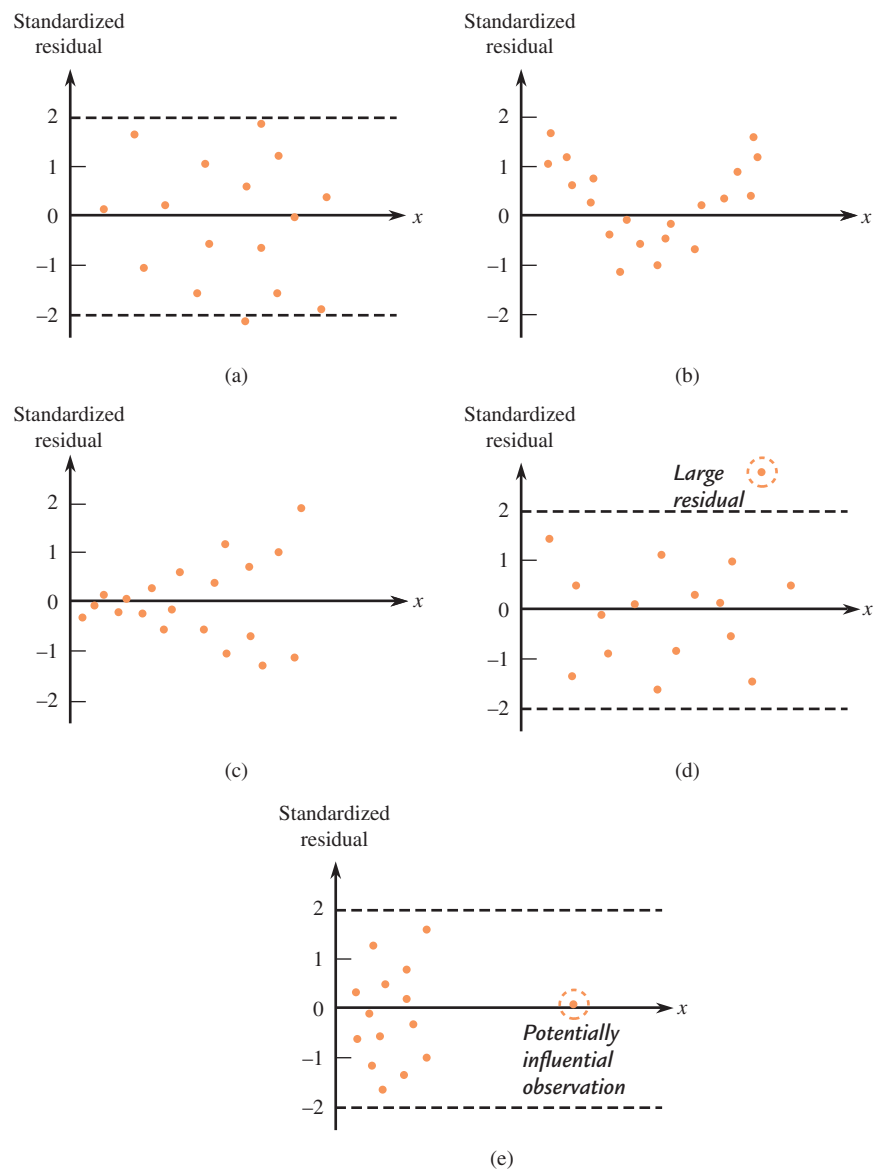 Standardized
residual
2
1
0
x
–1
–2
(a)
Standardized
residual
2
1
0
x
–1
–2
(b)
Standardized
residual
2
1
0
x
–1
–2
(c)
Standardized
residual
Large
residual
2
1
0
x
–1
–2
(d)
Standardized
residual
2
1
0
x
Potentially
influential
observation
–1
–2
(e)